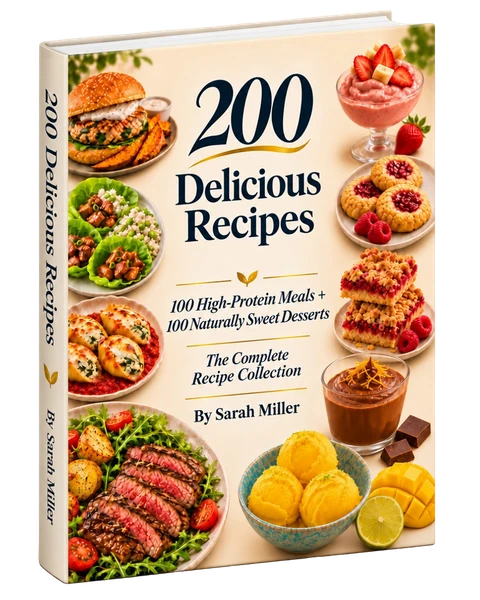 200 Delicious Recipes
By Sarah Miller
200
Delicious
Recipes
100 High-Protein Meals +
100 Naturally Sweet Desserts
The Complete
Recipe Collection
By Sarah Miller